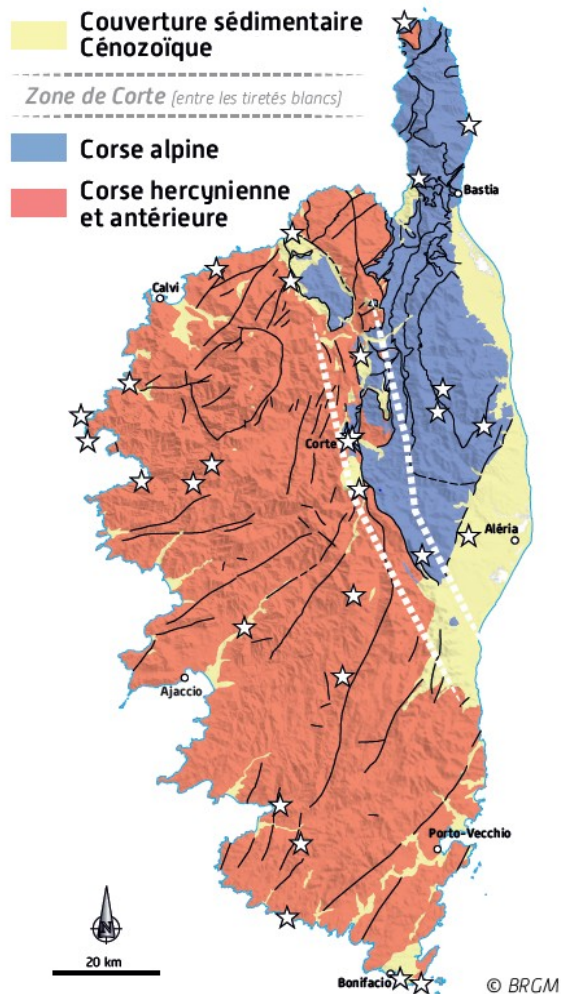 Couverture sédimentaire
Cénozoïque
Zone de Corte (entre les tiretés blancs)
Corse alpine
Corse hercynienne
et antérieure
Bastia
Calvi
Corte
Aléria
Ajaccio
Porto-Vecchio
N
20 km
Bonifacio
© BRGM